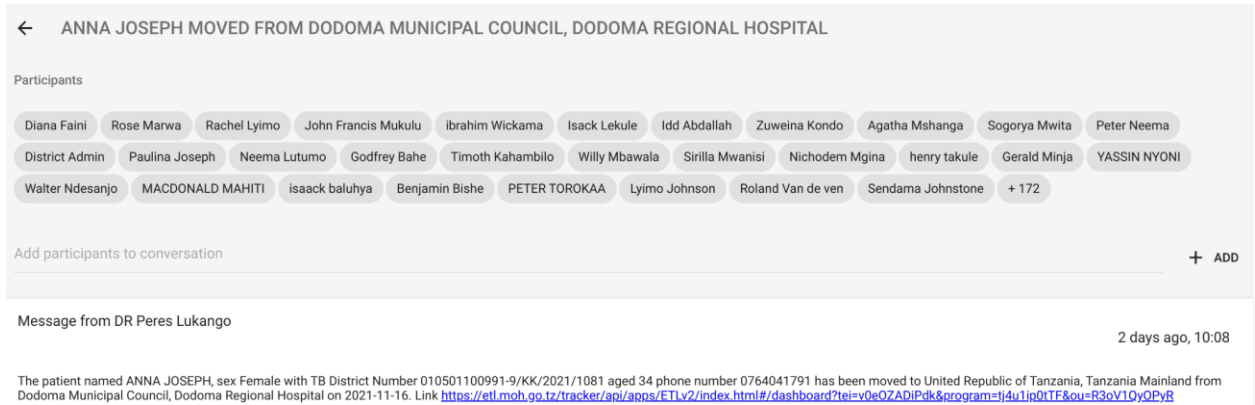 ANNA JOSEPH MOVED FROM DODOMA MUNICIPAL COUNCIL, DODOMA REGIONAL HOSPITAL
Participants
Diana Faini Rose Marwa Rachel Lyimo John Francis Mukulu ibrahim Wickama Isack Lekule Idd Abdallah Zuweina Kondo Agatha Mshanga Sogorya Mwita Peter Neema
District Admin Paulina Joseph Neema Lutumo Godfrey Bahe Timoth Kahambilo Willy Mbawala Sirilla Mwanisi Nichodem Mgina henry takule Gerald Minja YASSIN NYONI
Walter Ndesanjo MACDONALD MAHITI isaack baluhya Benjamin Bishe PETER TOROKAA Lyimo Johnson Roland Van de ven Sendama Johnstone + 172
Add participants to conversation
+ ADD
Message from DR Peres Lukango
2 days ago, 10:08
The patient named ANNA JOSEPH, sex Female with TB District Number 010501100991-9/KK/2021/1081 aged 34 phone number 0764041791 has been moved to United Republic of Tanzania, Tanzania Mainland from
Dodoma Municipal Council, Dodoma Regional Hospital on 2021-11-16. Link https://etl.moh.go.tz/tracker/api/apps/ETLv2/index.html#/dashboard?tei=v0eOZADiPdk&program=tj4u1ip0tTF&ou=R3oV1QyOPyR